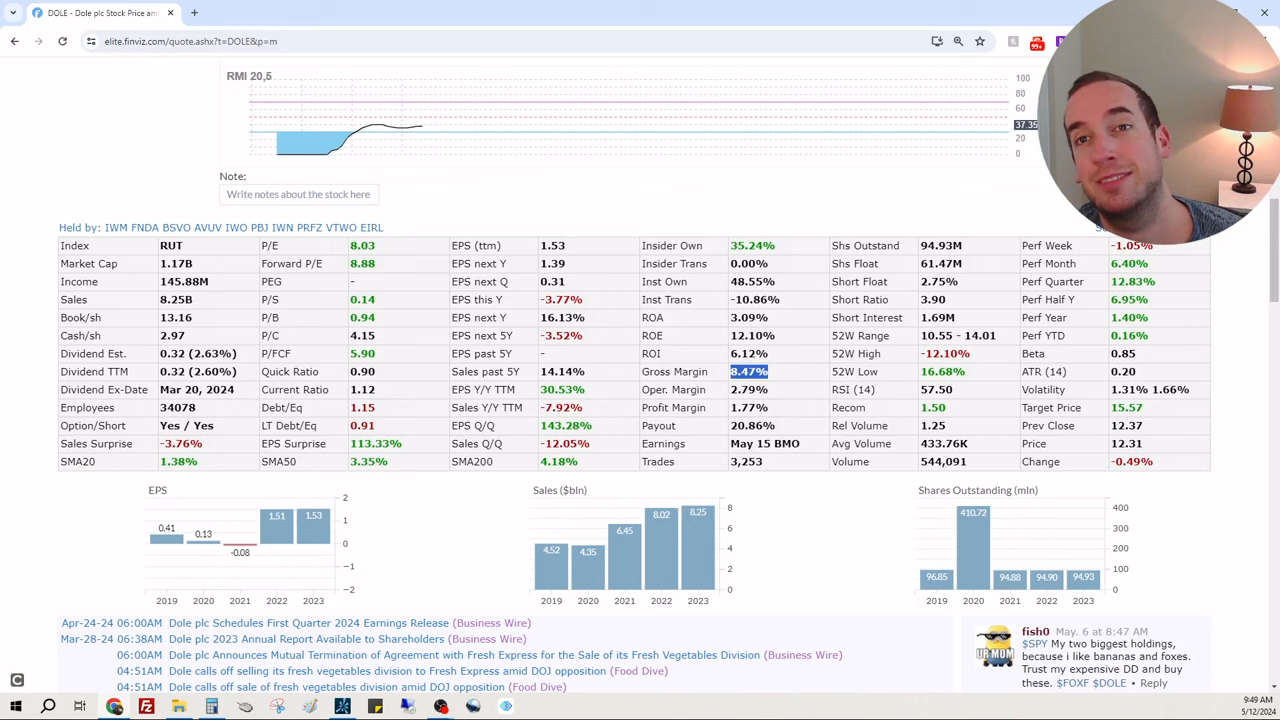 DOLE - Dole plc Stock Price and
elite.finviz.com/quote.ashx?t=DOLE&p=m
99+
RMI 20,5
100
80
60
37.35
20
0
Note:
Write notes about the stock here
Held by: IWM FNDA BSVO AVUV IWO PBJ IWN PRFZ VTWO EIRL
Index RUT P/E 8.03 EPS (ttm) 1.53 Insider Own 35.24% Shs Outstand 94.93M Perf Week -1.05%
Market Cap 1.17B Forward P/E 8.88 EPS next Y 1.39 Insider Trans 0.00% Shs Float 61.47M Perf Month 6.40%
Income 145.88M PEG - EPS next Q 0.31 Inst Own 48.55% Short Float 2.75% Perf Quarter 12.83%
Sales 8.25B P/S 0.14 EPS this Y -3.77% Inst Trans -10.86% Short Ratio 3.90 Perf Half Y 6.95%
Book/sh 13.16 P/B 0.94 EPS next Y 16.13% ROA 3.09% Short Interest 1.69M Perf Year 1.40%
Cash/sh 2.97 P/C 4.15 EPS next 5Y -3.52% ROE 12.10% 52W Range 10.55 - 14.01 Perf YTD 0.16%
Dividend Est. 0.32 (2.63%) P/FCF 5.90 EPS past 5Y - ROI 6.12% 52W High -12.10% Beta 0.85
Dividend TTM 0.32 (2.60%) Quick Ratio 0.90 Sales past 5Y 14.14% Gross Margin 8.47% 52W Low 16.68% ATR (14) 0.20
Dividend Ex-Date Mar 20, 2024 Current Ratio 1.12 EPS Y/Y TTM 30.53% Oper. Margin 2.79% RSI (14) 57.50 Volatility 1.31% 1.66%
Employees 34078 Debt/Eq 1.15 Sales Y/Y TTM -7.92% Profit Margin 1.77% Recom 1.50 Target Price 15.57
Option/Short Yes / Yes LT Debt/Eq 0.91 EPS Q/Q 143.28% Payout 20.86% Rel Volume 1.25 Prev Close 12.37
Sales Surprise -3.76% EPS Surprise 113.33% Sales Q/Q -12.05% Earnings May 15 BMO Avg Volume 433.76K Price 12.31
SMA20 1.38% SMA50 3.35% SMA200 4.18% Trades 3,253 Volume 544,091 Change -0.49%
EPS
2
1
0
-1
-2
0.41 0.13 -0.08 1.51 1.53
2019 2020 2021 2022 2023
Sales ($bln)
8
6
4
2
0
4.52 4.35 6.45 8.02 8.25
2019 2020 2021 2022 2023
Shares Outstanding (mln)
400
300
200
100
0
96.85 410.72 94.88 94.90 94.93
2019 2020 2021 2022 2023
Apr-24-24 06:00AM Dole plc Schedules First Quarter 2024 Earnings Release (Business Wire)
Mar-28-24 06:38AM Dole plc 2023 Annual Report Available to Shareholders (Business Wire)
06:00AM Dole plc Announces Mutual Termination of Agreement with Fresh Express for the Sale of its Fresh Vegetables Division (Business Wire)
04:51AM Dole calls off selling its fresh vegetables division to Fresh Express amid DOJ opposition (Food Dive)
04:51AM Dole calls off sale of fresh vegetables division amid DOJ opposition (Food Dive)
UR MOM
fish0 May. 6 at 8:47 AM
$SPY My two biggest holdings,
because i like bananas and foxes.
Trust my expensive DD and buy
these. $FOXF $DOLE • Reply
9:49 AM
5/12/2024